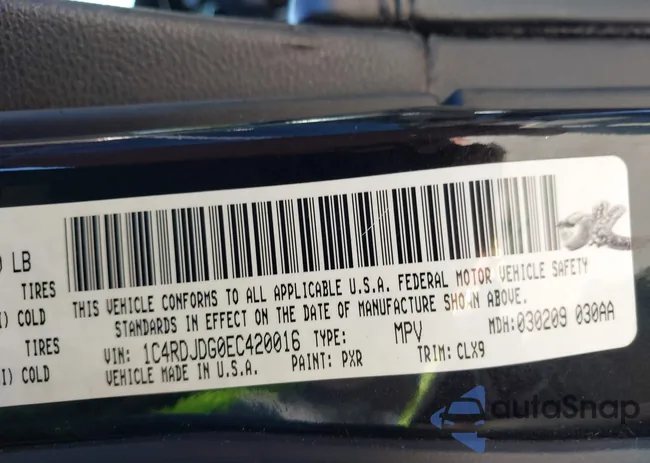 LB
TIRES
COLD
TIRES
COLD
THIS VEHICLE CONFORMS TO ALL APPLICABLE U.S.A. FEDERAL MOTOR VEHICLE SAFETY
STANDARDS IN EFFECT ON THE DATE OF MANUFACTURE SHOWN ABOVE.
VIN: 1C4RDJDG0EC420016 TYPE: MPV MDH: 030209 030AA
VEHICLE MADE IN U.S.A. PAINT: PXR TRIM: CLX9
autoSnap